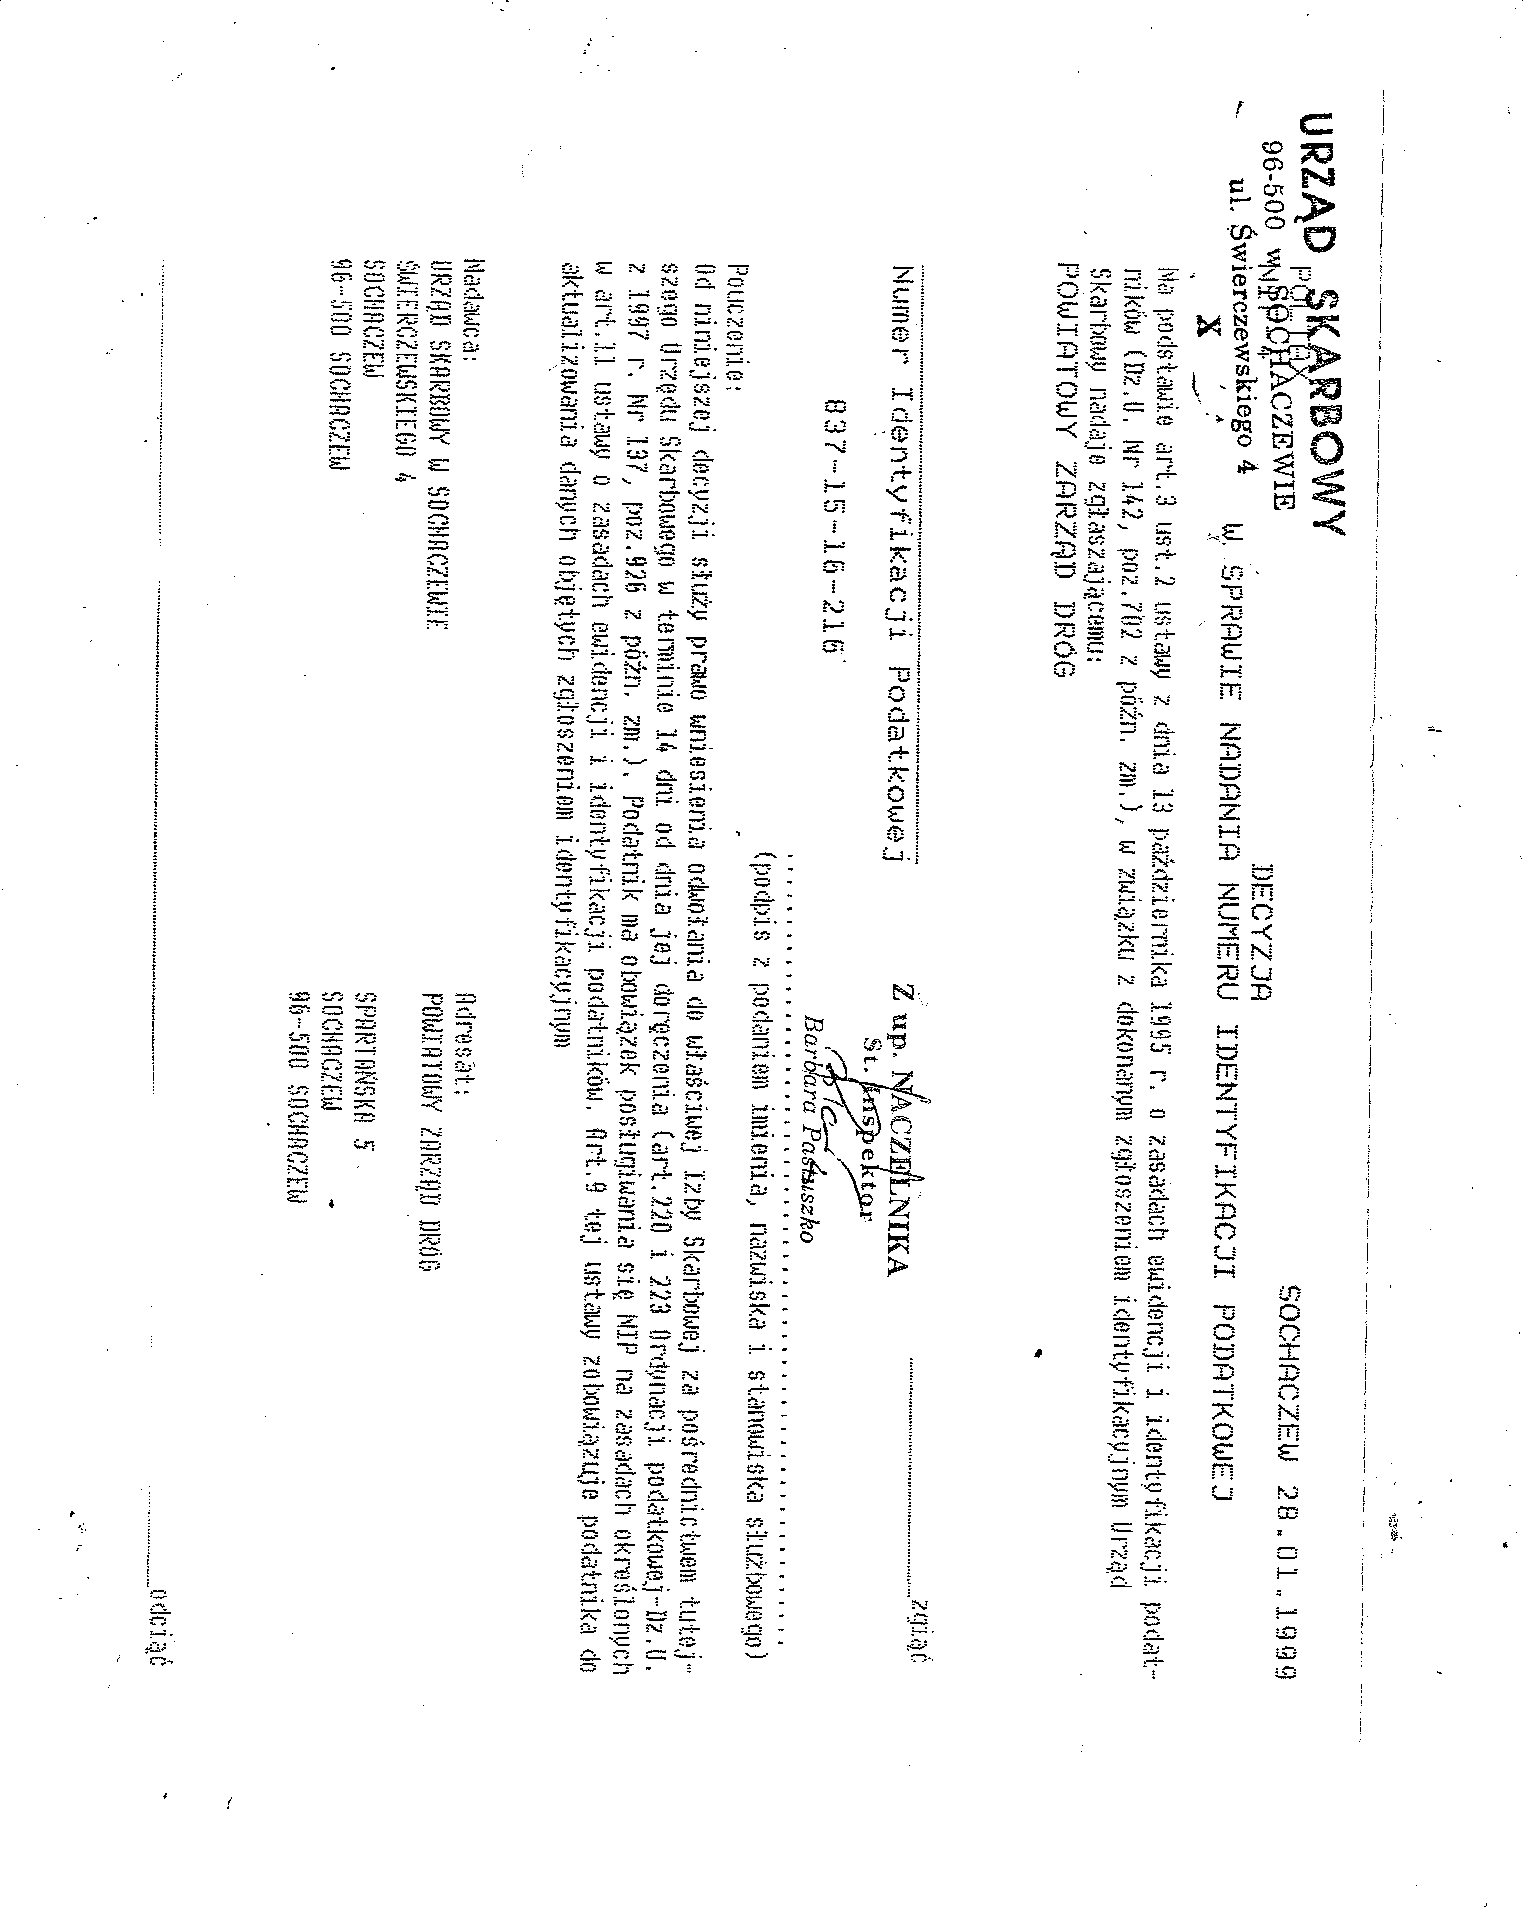 URZĄD SKARBOWY
W SOCHACZEWIE
96-500
ul. Świerczewskiego 4
X
SOCHACZEW 28.01.1999
DECYZJA
W SPRAWIE NADANIA NUMERU IDENTYFIKACJI PODATKOWEJ
Na podstawie art.3 ust.2 ustawy z dnia 13 października 1995 r. o zasadach ewidencji i identyfikacji podat-
ników (Dz.U. Nr 142, poz.702 z późn. zm.), w związku z dokonanym zgłoszeniem identyfikacyjnym Urząd
Skarbowy nadaje zgłaszającemu:
POWIATOWY ZARZĄD DRÓG
zgiąć
Numer Identyfikacji Podatkowej
837-15-16-216
Z up. NACZELNIKA
St. Inspektor
Barbara Pastuszko
(podpis z podaniem imienia, nazwiska i stanowiska służbowego)
Pouczenie:
Od niniejszej decyzji służy prawo wniesienia odwołania do właściwej Izby Skarbowej za pośrednictwem tutej-
szego Urzędu Skarbowego w terminie 14 dni od dnia jej doręczenia (art.220 i 223 Ordynacji podatkowej-Dz.U.
z 1997 r. Nr 137, poz.926 z późn. zm.). Podatnik ma obowiązek posługiwania się NIP na zasadach określonych
w art.11 ustawy o zasadach ewidencji i identyfikacji podatników. Art.9 tej ustawy zobowiązuje podatnika do
aktualizowania danych objętych zgłoszeniem identyfikacyjnym
Nadawca:
URZĄD SKARBOWY W SOCHACZEWIE
ŚWIERCZEWSKIEGO 4
SOCHACZEW
96-500 SOCHACZEW
Adresat:
POWIATOWY ZARZĄD DRÓG
SPARTAŃSKA 5
SOCHACZEW
96-500 SOCHACZEW
odciąć